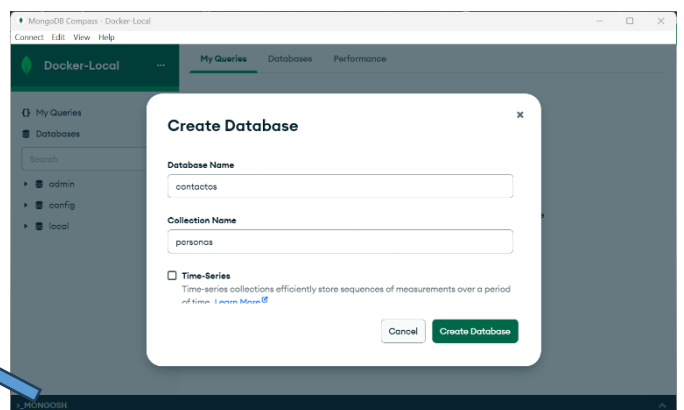 MongoDB Compass - Docker-Local
Connect Edit View Help
Docker-Local ...
My Queries Databases Performance
{} My Queries
Databases
Search
admin
config
local
Create Database
Database Name
contactos
Collection Name
personas
Time-Series
Time-series collections efficiently store sequences of measurements over a period
of time. Learn More
Cancel Create Database
>_MONGOSH